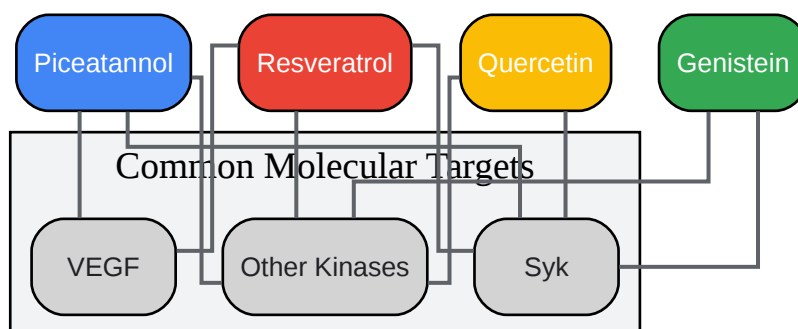 Piceatannol
Resveratrol
Quercetin
Genistein
Common Molecular Targets
VEGF
Other Kinases
Syk